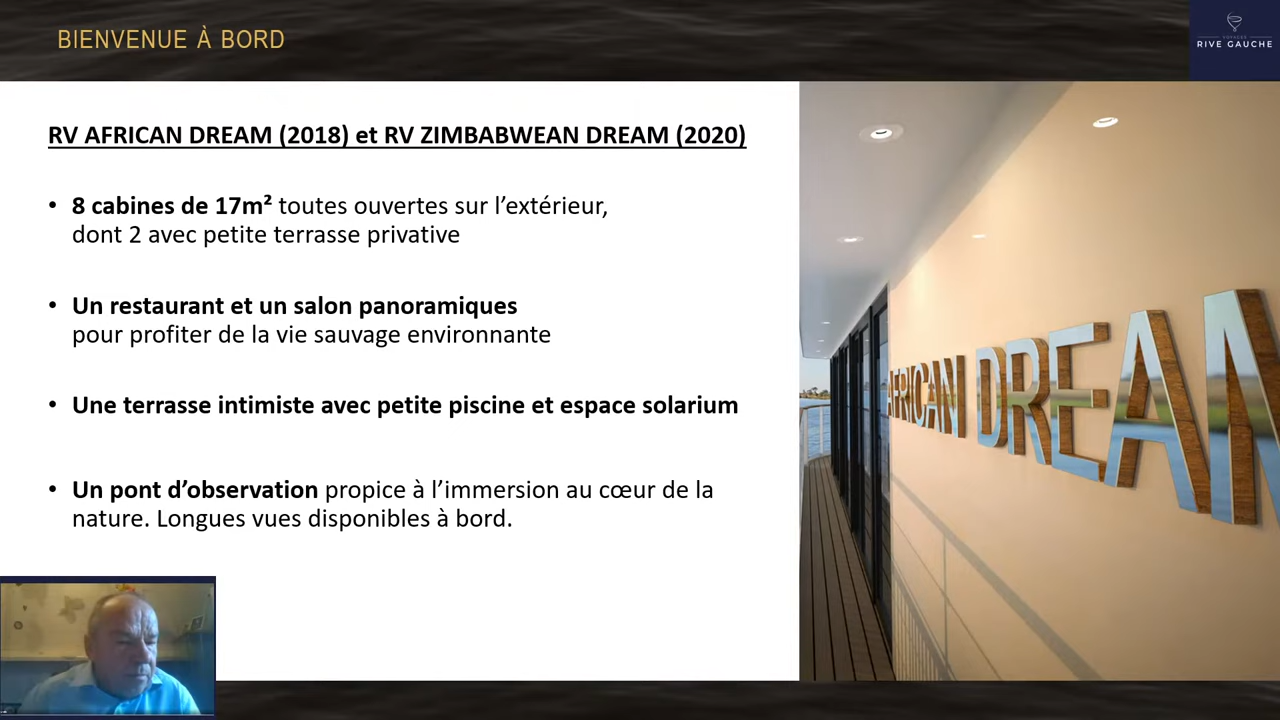 BIENVENUE À BORD
VOYAGES
RIVE GAUCHE
RV AFRICAN DREAM (2018) et RV ZIMBABWEAN DREAM (2020)
• 8 cabines de 17m² toutes ouvertes sur l’extérieur,
dont 2 avec petite terrasse privative
• Un restaurant et un salon panoramiques
pour profiter de la vie sauvage environnante
• Une terrasse intimiste avec petite piscine et espace solarium
• Un pont d’observation propice à l’immersion au cœur de la
nature. Longues vues disponibles à bord.
AFRICAN DREAM